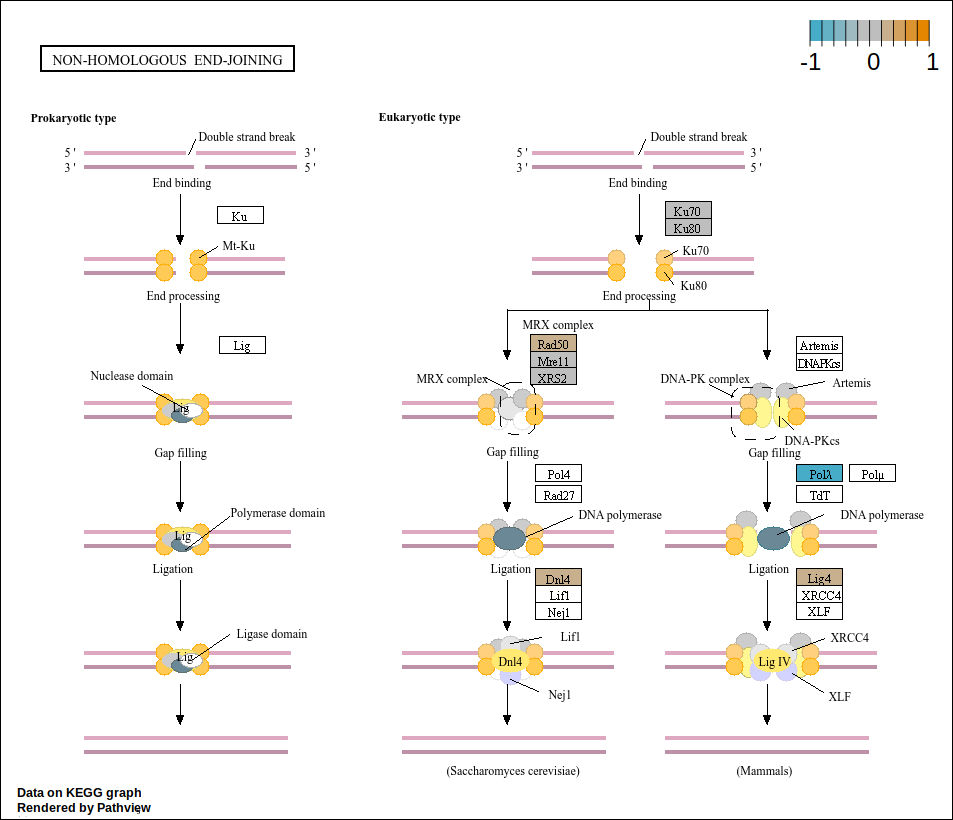 -1 0 1
NON-HOMOLOGOUS END-JOINING
Prokaryotic type
Double strand break
5' 3'
3' 5'
End binding
Ku
Mt-Ku
End processing
Lig
Nuclease domain
Lig
Gap filling
Polymerase domain
Lig
Ligation
Ligase domain
Lig
Eukaryotic type
Double strand break
5' 3'
3' 5'
End binding
Ku70
Ku80
Ku70
Ku80
End processing
MRX complex
Rad50
Mre11
XRS2
MRX complex
Gap filling
Pol4
Rad27
DNA polymerase
Ligation
Dnl4
Lif1
Nej1
Lif1
Dnl4
Nej1
(Saccharomyces cerevisiae)
Artemis
DNAPKcs
DNA-PK complex
Artemis
DNA-PKcs
Gap filling
Polλ Polμ
TdT
DNA polymerase
Ligation
Lig4
XRCC4
XLF
XRCC4
Lig IV
XLF
(Mammals)
Data on KEGG graph
Rendered by Pathview